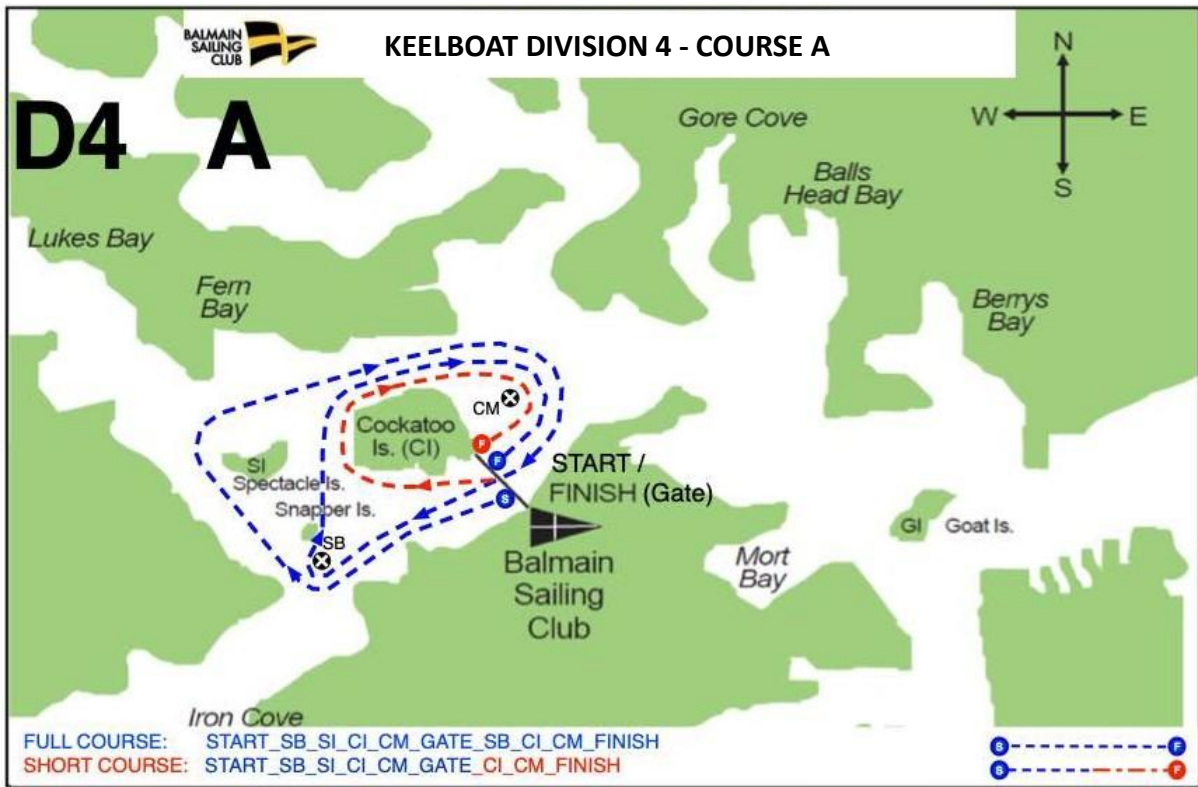 BALMAIN
SAILING
CLUB
KEELBOAT DIVISION 4 - COURSE A
D4 A
N
W E
S
Gore Cove
Balls
Head Bay
Lukes Bay
Fern
Bay
Berrys
Bay
CM
Cockatoo
Is. (CI)
F
F
SI
Spectacle Is.
START /
FINISH (Gate)
S
Snapper Is.
SB
GI Goat Is.
Balmain
Sailing
Club
Mort
Bay
Iron Cove
FULL COURSE: START_SB_SI_CI_CM_GATE_SB_CI_CM_FINISH
S F
SHORT COURSE: START_SB_SI_CI_CM_GATE_CI_CM_FINISH
S F